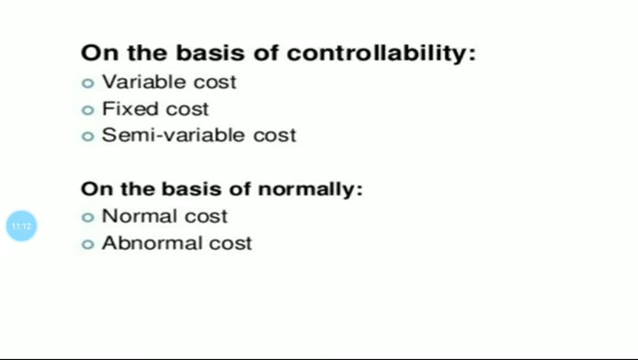 On the basis of controllability:
Variable cost
Fixed cost
Semi-variable cost
On the basis of normally:
Normal cost
Abnormal cost
11:12